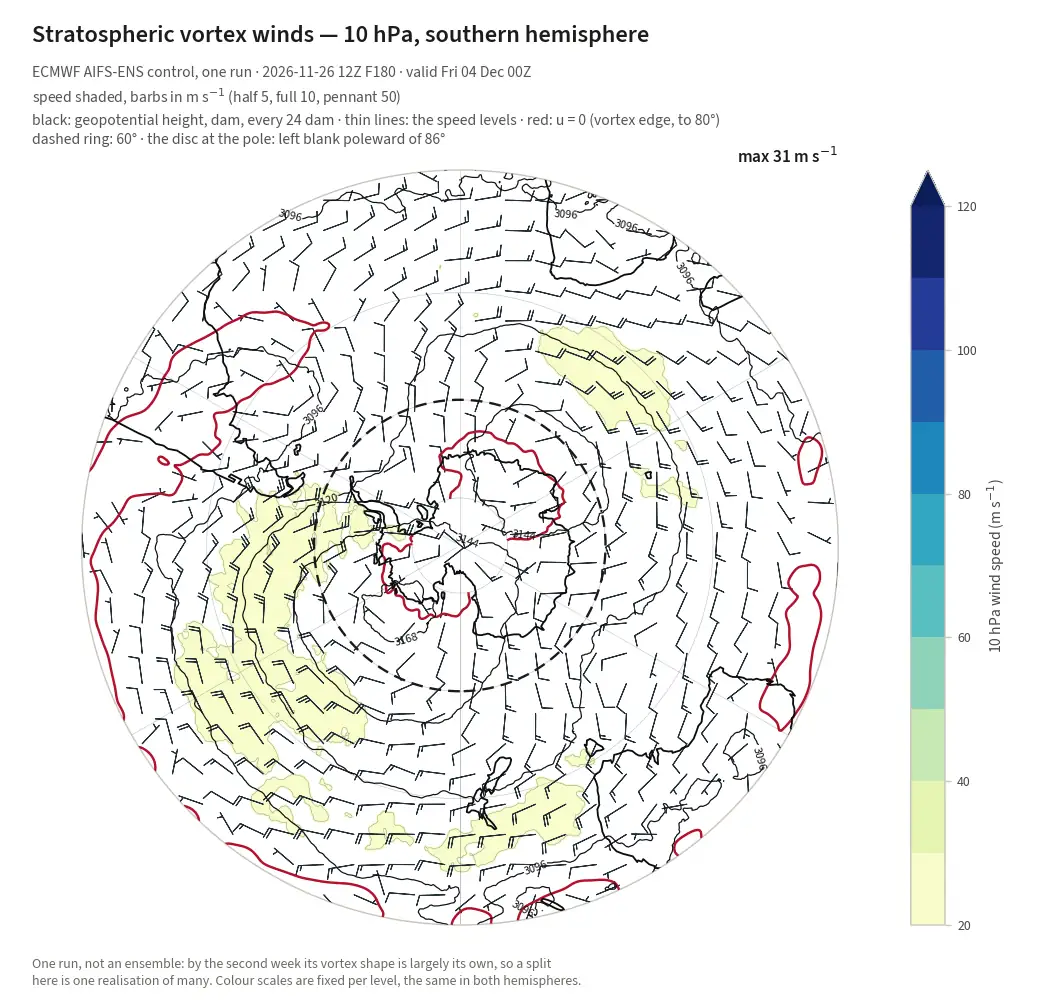 Stratospheric vortex winds — 10 hPa, southern hemisphere
ECMWF AIFS-ENS control, one run · 2026-11-26 12Z F180 · valid Fri 04 Dec 00Z
speed shaded, barbs in m s⁻¹ (half 5, full 10, pennant 50)
black: geopotential height, dam, every 24 dam · thin lines: the speed levels · red: u = 0 (vortex edge, to 80°)
dashed ring: 60° · the disc at the pole: left blank poleward of 86°
max 31 m s⁻¹
3096
3096
3096
3096
3096
3120
3144
3144
3168
3096
3096
120
100
80
60
40
20
10 hPa wind speed (m s⁻¹)
One run, not an ensemble: by the second week its vortex shape is largely its own, so a split
here is one realisation of many. Colour scales are fixed per level, the same in both hemispheres.